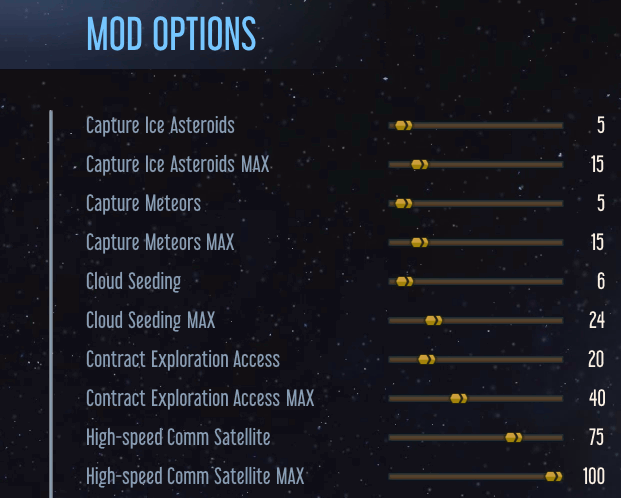 MOD OPTIONS
Capture Ice Asteroids 5
Capture Ice Asteroids MAX 15
Capture Meteors 5
Capture Meteors MAX 15
Cloud Seeding 6
Cloud Seeding MAX 24
Contract Exploration Access 20
Contract Exploration Access MAX 40
High-speed Comm Satellite 75
High-speed Comm Satellite MAX 100